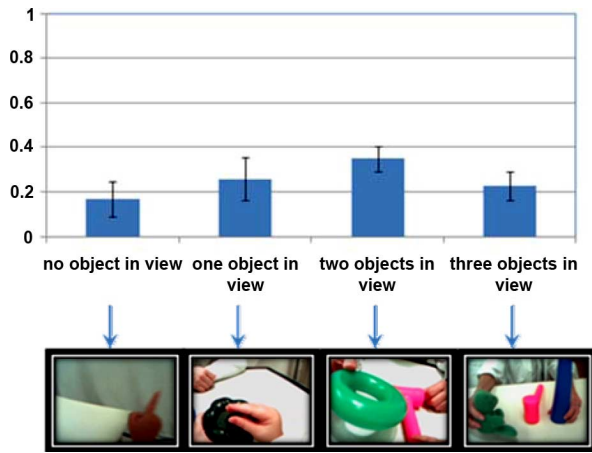 1
0.8
0.6
0.4
0.2
0
no object in view
one object in
view
two objects in
view
three objects in
view